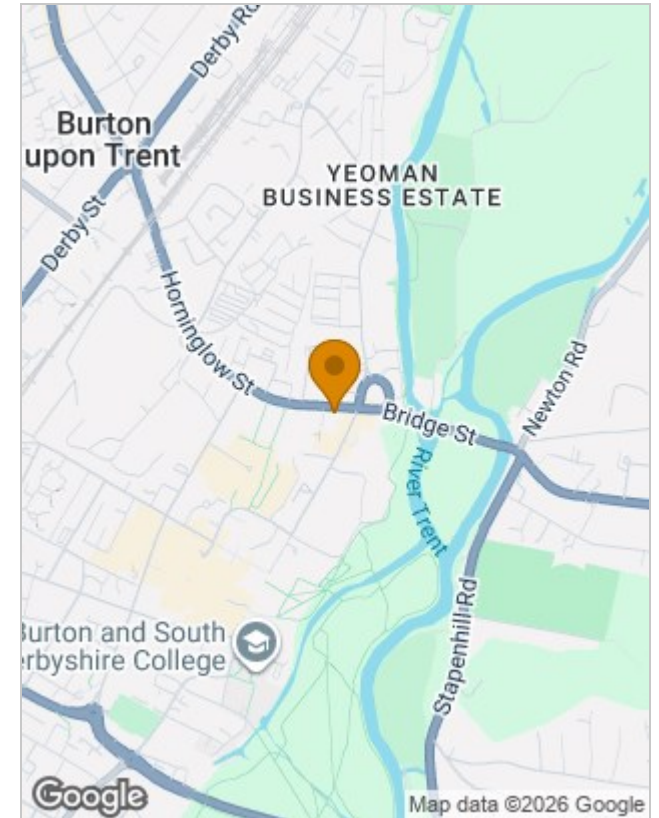 Derby Rd
Burton
upon Trent
YEOMAN
BUSINESS ESTATE
Derby St
Horninglow St
Newton Rd
Bridge St
River Trent
Burton and South
erbyshire College
Stapenhill Rd
Google
Map data ©2026 Google